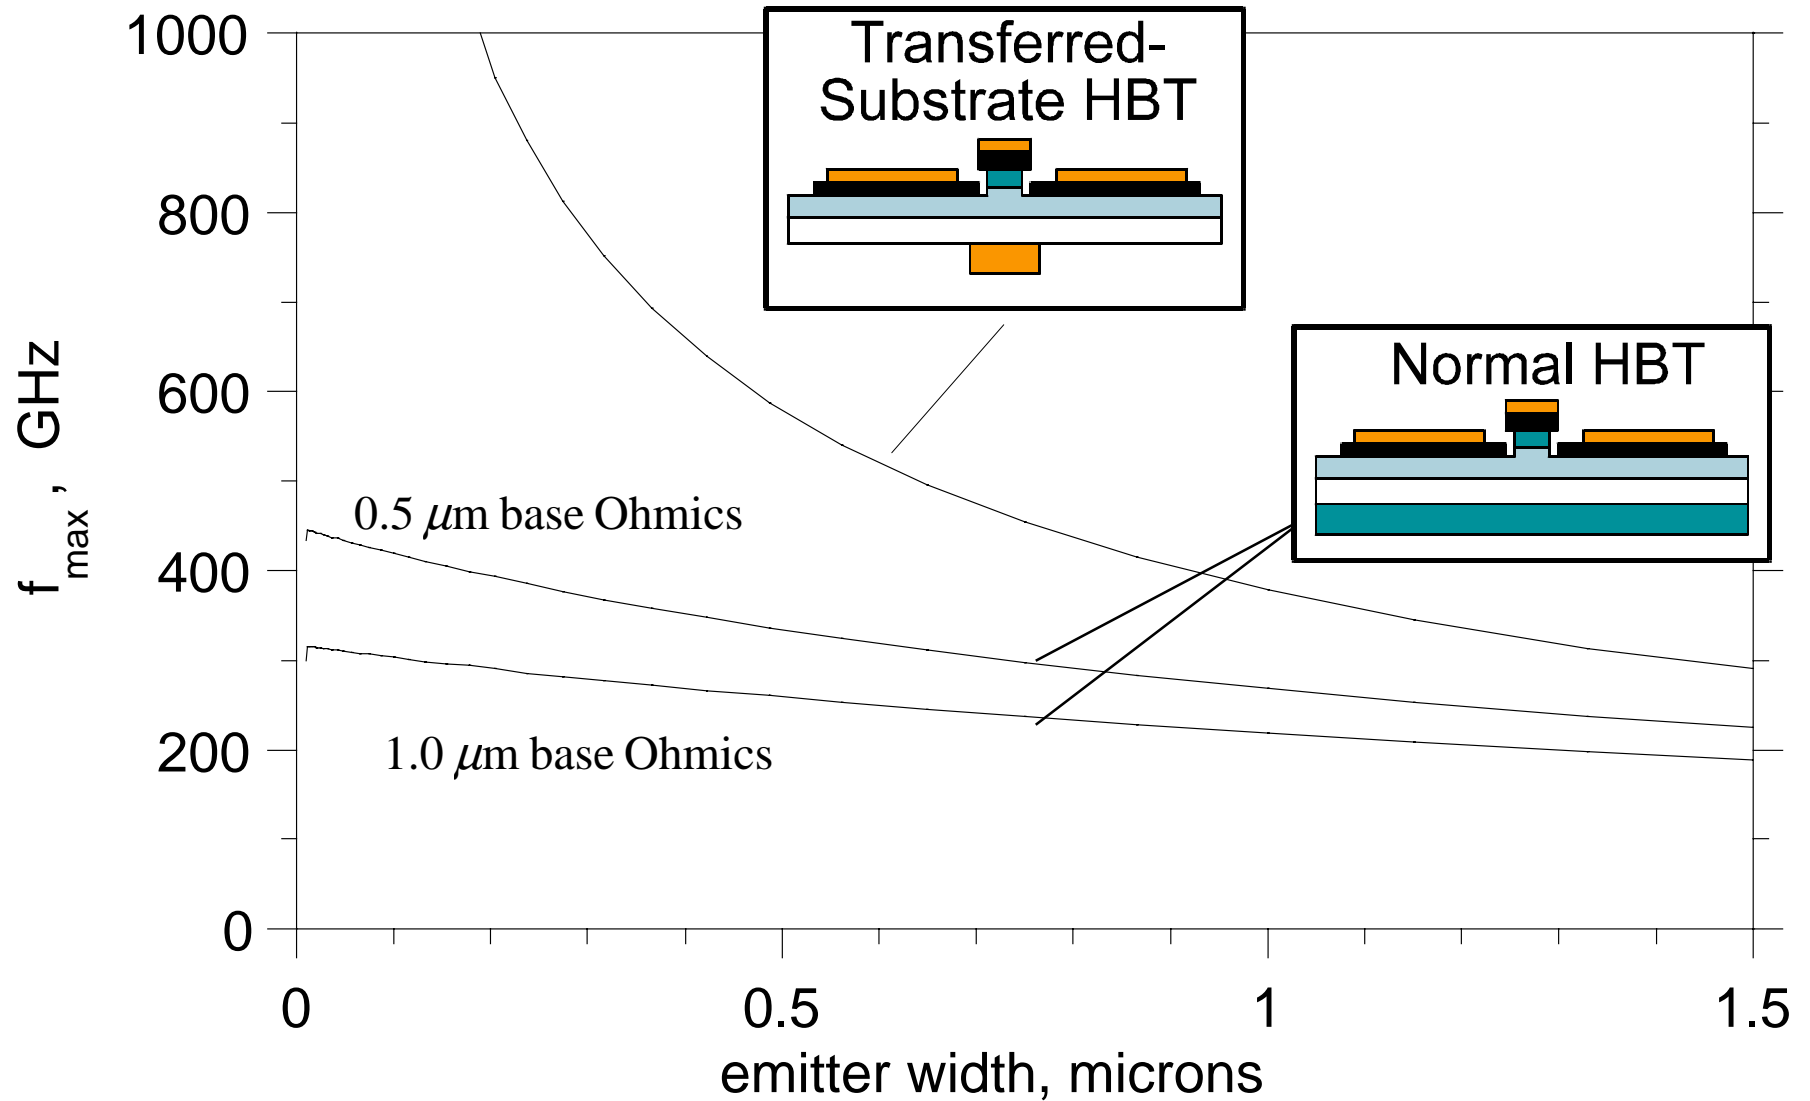 1000
800
600
400
200
0
f max, GHz
Transferred-
Substrate HBT
Normal HBT
0.5 μm base Ohmics
1.0 μm base Ohmics
0
0.5
1
1.5
emitter width, microns